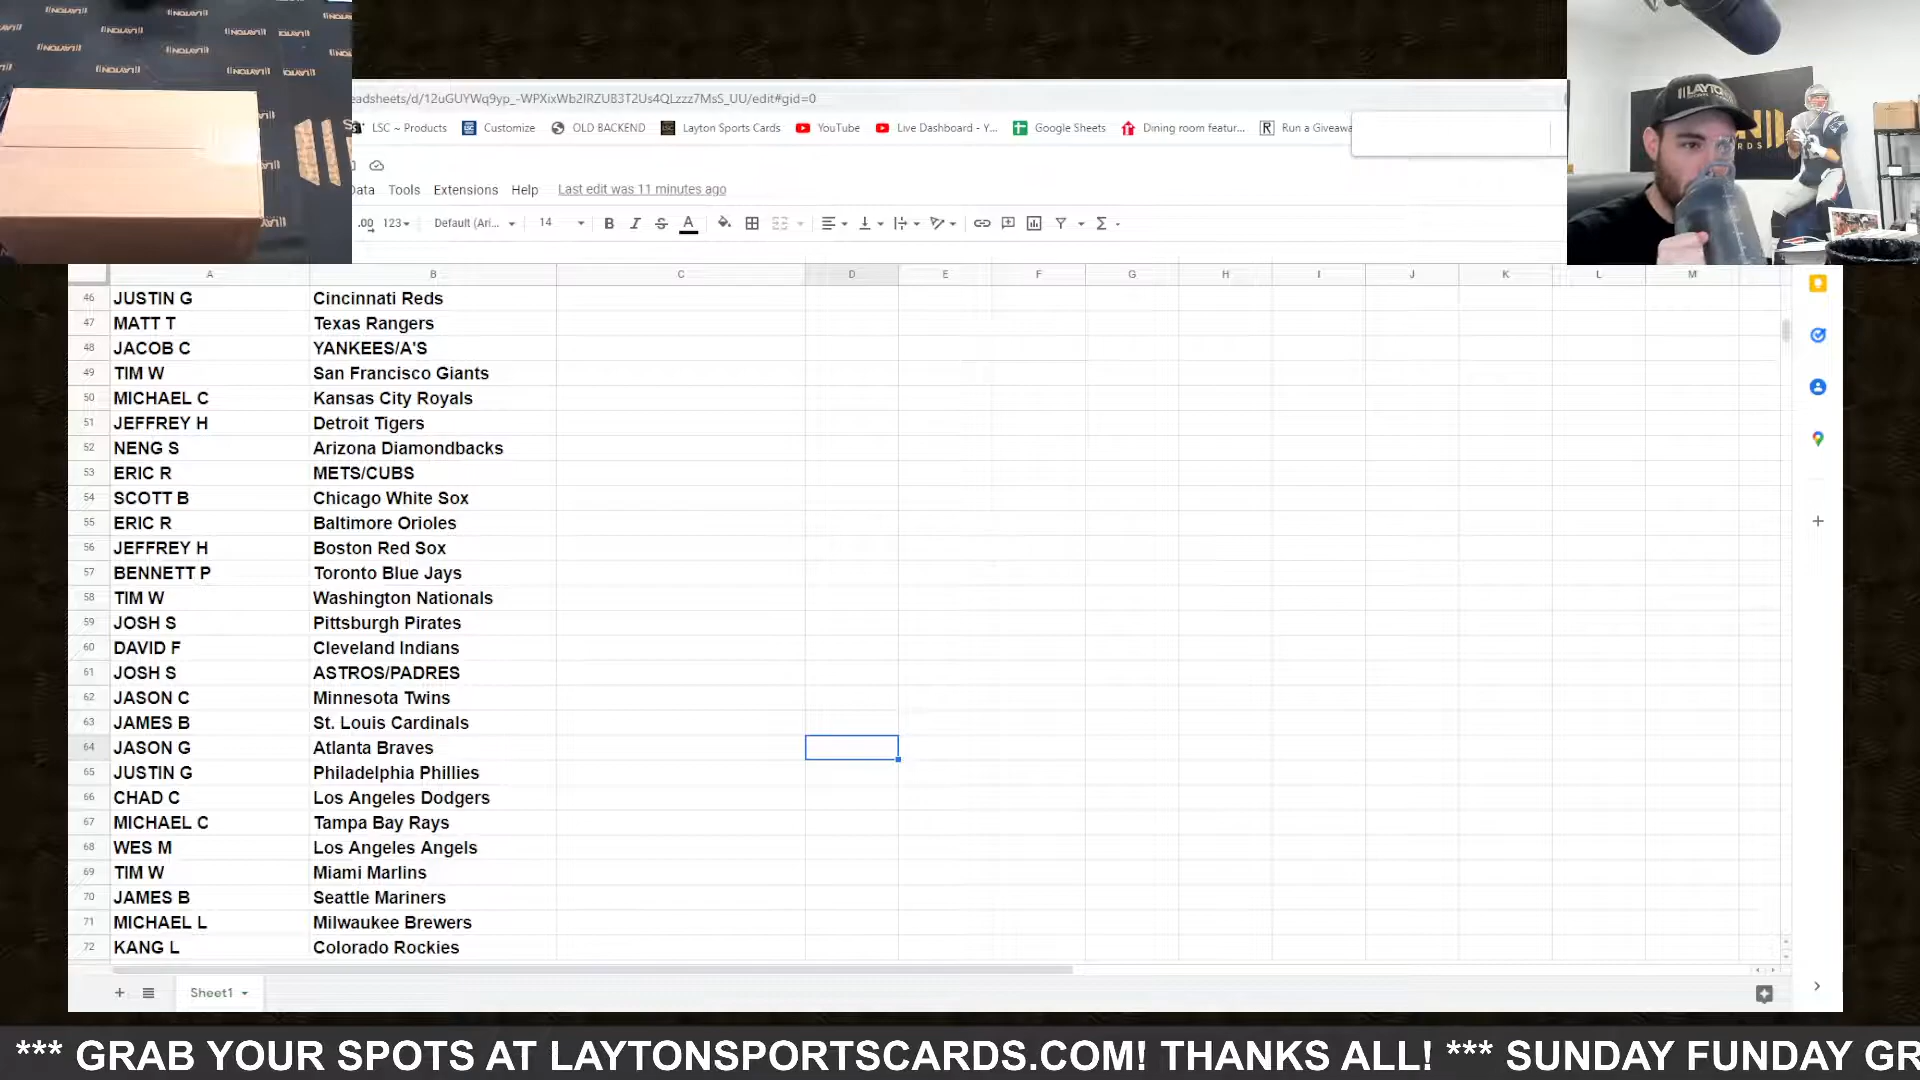 eadsheets/d/12uGUYWq9yp_-WPXixWb2IRZUB3T2Us4QLzzz7MsS_UU/edit#gid=0
LSC ~ Products Customize OLD BACKEND Layton Sports Cards YouTube Live Dashboard - Y... Google Sheets Dining room featur... Run a Giveawa
Data Tools Extensions Help Last edit was 11 minutes ago
.00 123 Default (Ari... 14 B I S A
A B C D E F G H I J K L M
46 JUSTIN G Cincinnati Reds
47 MATT T Texas Rangers
48 JACOB C YANKEES/A'S
49 TIM W San Francisco Giants
50 MICHAEL C Kansas City Royals
51 JEFFREY H Detroit Tigers
52 NENG S Arizona Diamondbacks
53 ERIC R METS/CUBS
54 SCOTT B Chicago White Sox
55 ERIC R Baltimore Orioles
56 JEFFREY H Boston Red Sox
57 BENNETT P Toronto Blue Jays
58 TIM W Washington Nationals
59 JOSH S Pittsburgh Pirates
60 DAVID F Cleveland Indians
61 JOSH S ASTROS/PADRES
62 JASON C Minnesota Twins
63 JAMES B St. Louis Cardinals
64 JASON G Atlanta Braves
65 JUSTIN G Philadelphia Phillies
66 CHAD C Los Angeles Dodgers
67 MICHAEL C Tampa Bay Rays
68 WES M Los Angeles Angels
69 TIM W Miami Marlins
70 JAMES B Seattle Mariners
71 MICHAEL L Milwaukee Brewers
72 KANG L Colorado Rockies
Sheet1
*** GRAB YOUR SPOTS AT LAYTONSPORTSCARDS.COM! THANKS ALL! *** SUNDAY FUNDAY GR